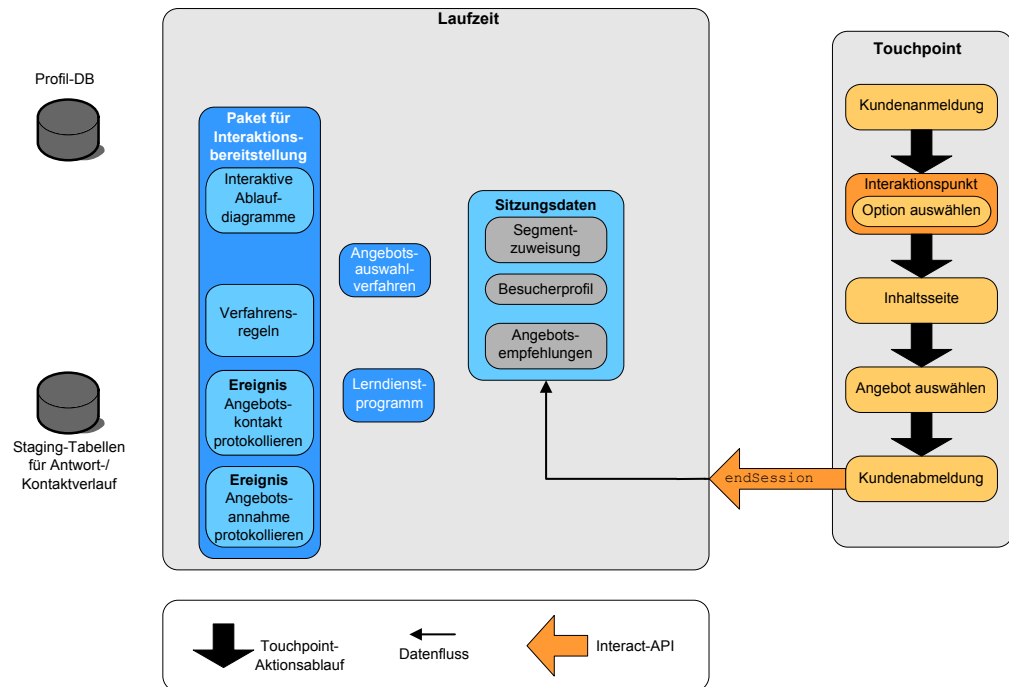 Laufzeit
Touchpoint
Profil-DB
Staging-Tabellen
für Antwort-/
Kontaktverlauf
Paket für
Interaktions-
bereitstellung
Interaktive
Ablauf-
diagramme
Verfahrens-
regeln
Ereignis
Angebots-
kontakt
protokollieren
Ereignis
Angebots-
annahme
protokollieren
Angebots-
auswahl-
verfahren
Lerndienst-
programm
Sitzungsdaten
Segment-
zuweisung
Besucherprofil
Angebots-
empfehlungen
Kundenanmeldung
Interaktionspunkt
Option auswählen
Inhaltsseite
Angebot auswählen
Kundenabmeldung
endSession
Touchpoint-
Aktionsablauf
Datenfluss
Interact-API